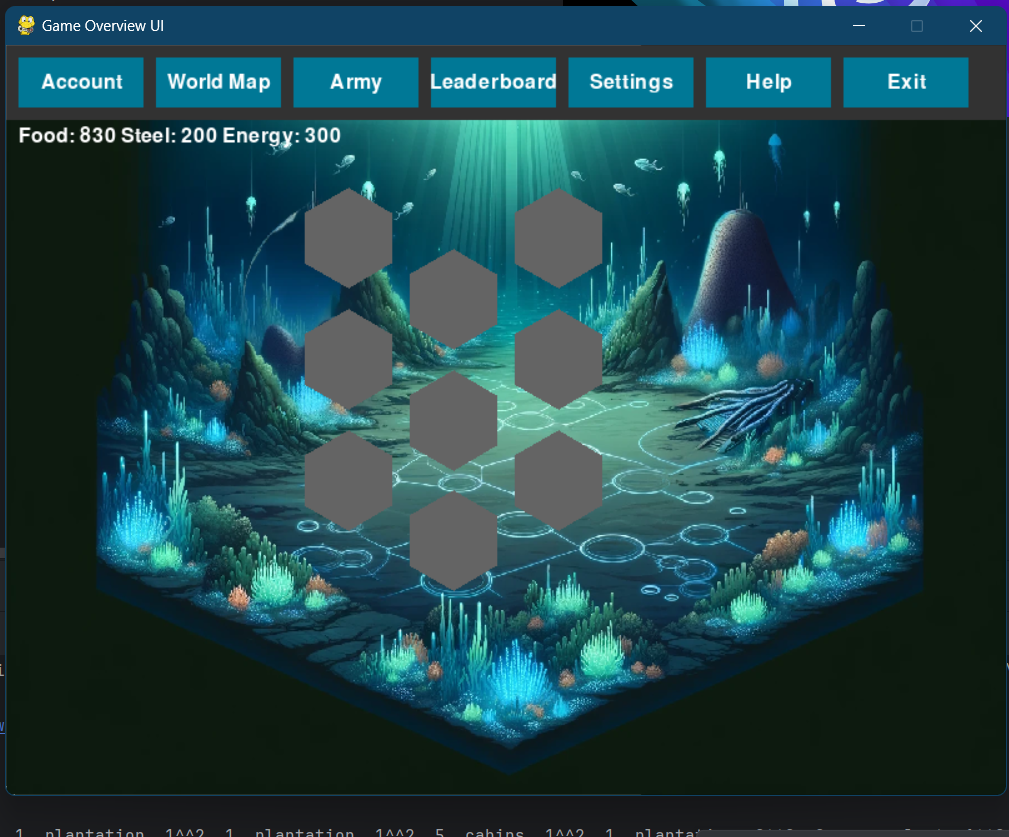 Game Overview UI
Account World Map Army Leaderboard Settings Help Exit
Food: 830 Steel: 200 Energy: 300
1 plantation 1^^2 1 plantation 1^^2 5 cabins 1^^2 1